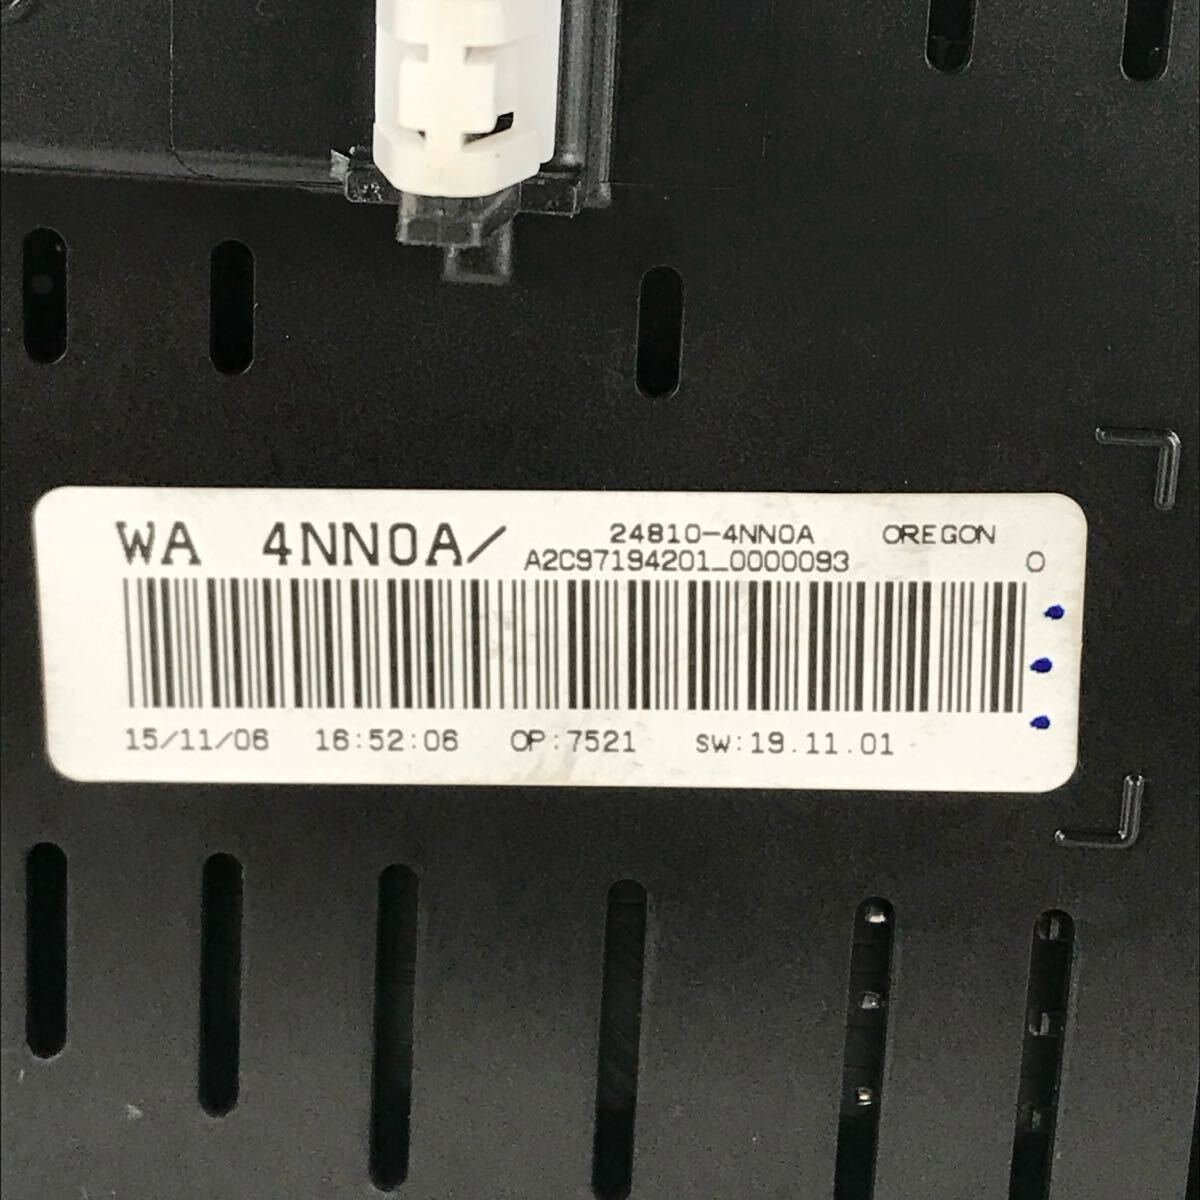 WA 4NN0A/ 24810-4NN0A OREGON
A2C97194201_0000093 O
15/11/06 16:52:06 OP:7521 SW:19.11.01